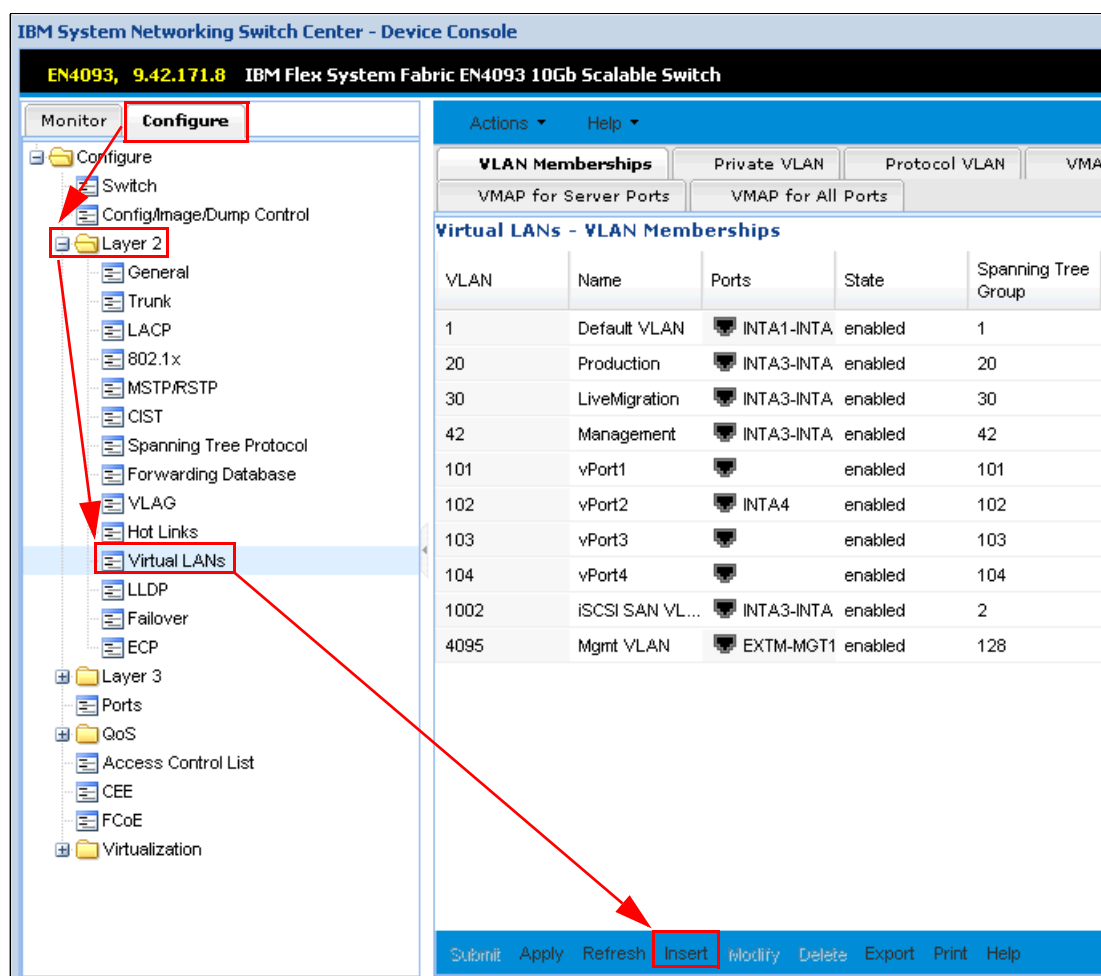 IBM System Networking Switch Center - Device Console
EN4093, 9.42.171.8 IBM Flex System Fabric EN4093 10Gb Scalable Switch
Monitor Configure
Configure
Switch
Config/Image/Dump Control
Layer 2
General
Trunk
LACP
802.1x
MSTP/RSTP
CIST
Spanning Tree Protocol
Forwarding Database
VLAG
Hot Links
Virtual LANs
LLDP
Failover
ECP
Layer 3
Ports
QoS
Access Control List
CEE
FCoE
Virtualization
Actions Help
VLAN Memberships Private VLAN Protocol VLAN VMA
VMAP for Server Ports VMAP for All Ports
Virtual LANs - VLAN Memberships
VLAN Name Ports State Spanning Tree Group
1 Default VLAN INTA1-INTA enabled 1
20 Production INTA3-INTA enabled 20
30 LiveMigration INTA3-INTA enabled 30
42 Management INTA3-INTA enabled 42
101 vPort1 enabled 101
102 vPort2 INTA4 enabled 102
103 vPort3 enabled 103
104 vPort4 enabled 104
1002 iSCSI SAN VL... INTA3-INTA enabled 2
4095 Mgmt VLAN EXTM-MGT1 enabled 128
Submit Apply Refresh Insert Modify Delete Export Print Help